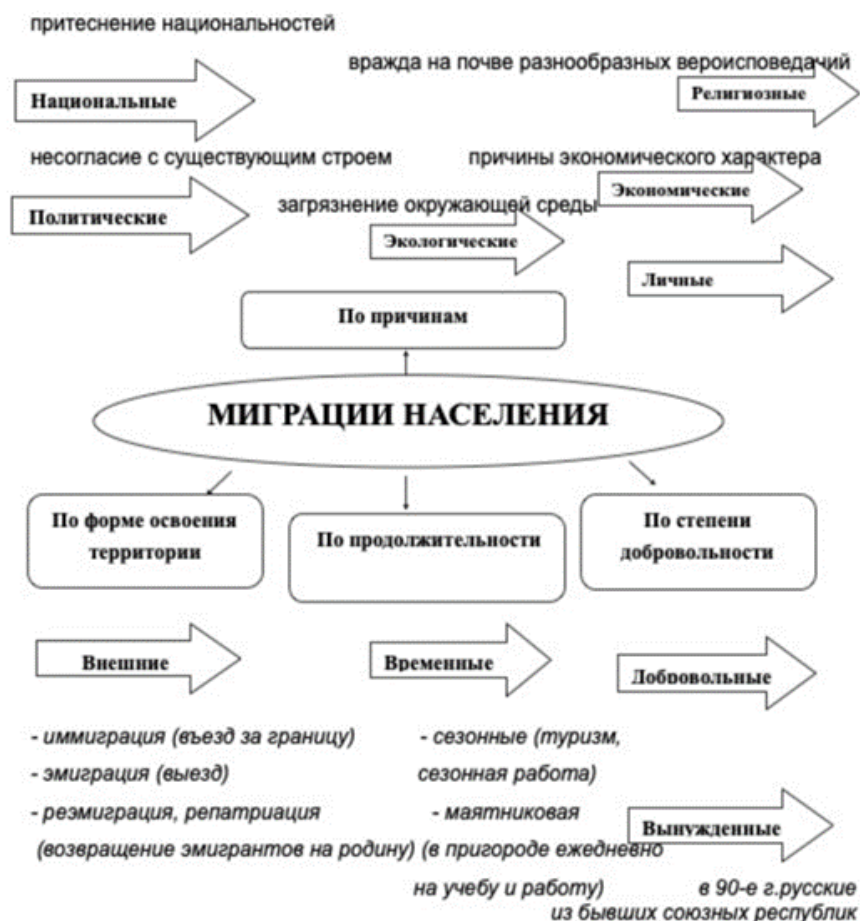 притеснение национальностей
вражда на почве разнообразных вероисповедачий
Национальные
Религиозные
несогласие с существующим строем
причины экономического характера
Политические
загрязнение окружающей среды
Экономические
Экологические
Личные
По причинам
МИГРАЦИИ НАСЕЛЕНИЯ
По форме освоения
территории
По продолжительности
По степени
добровольности
Внешние
Временные
Добровольные
- иммиграция (въезд за границу)
- эмиграция (выезд)
- реэмиграция, репатриация
(возвращение эмигрантов на родину)
- сезонные (туризм,
сезонная работа)
- маятниковая
(в пригороде ежедневно
на учебу и работу)
Вынужденные
в 90-е г.русские
из бывших союзных республик